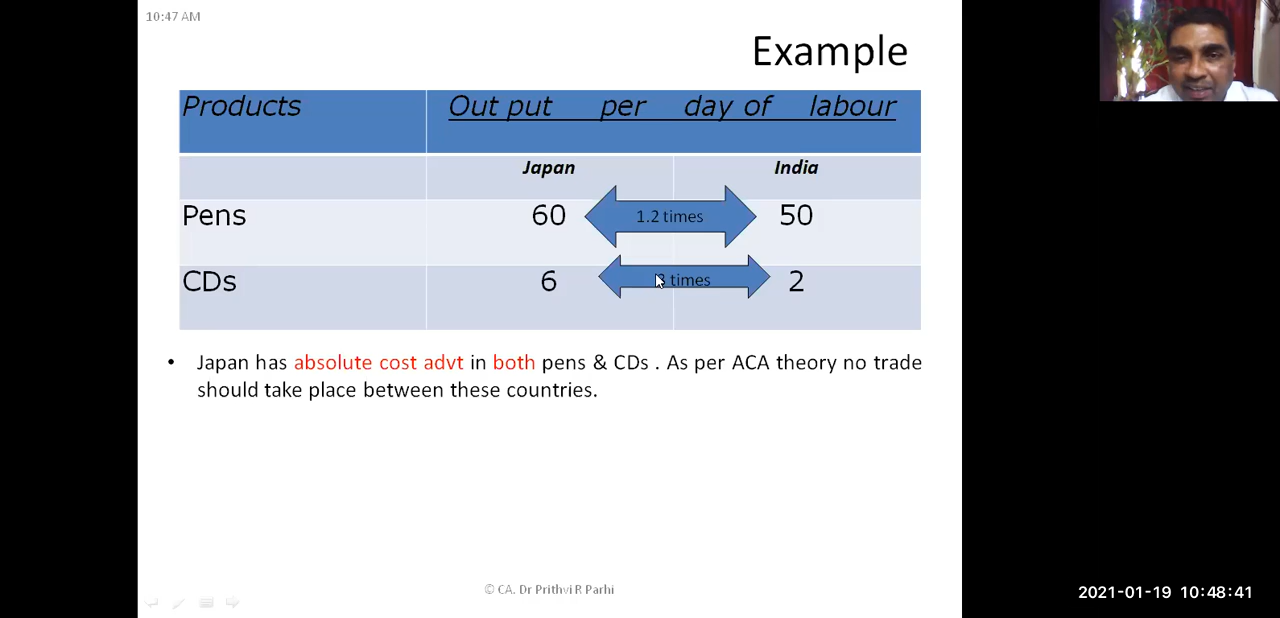 10:47 AM
Example
Products Out put per day of labour
Japan India
Pens 60 1.2 times 50
CDs 6 times 2
• Japan has absolute cost advt in both pens & CDs . As per ACA theory no trade
should take place between these countries.
© CA. Dr Prithvi R Parhi
2021-01-19 10:48:41